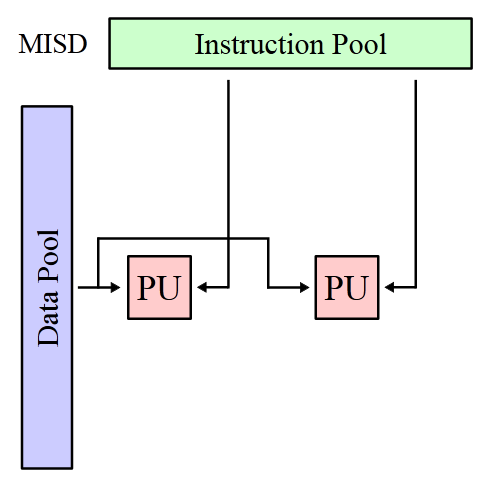 MISD
Instruction Pool
Data Pool
PU
PU